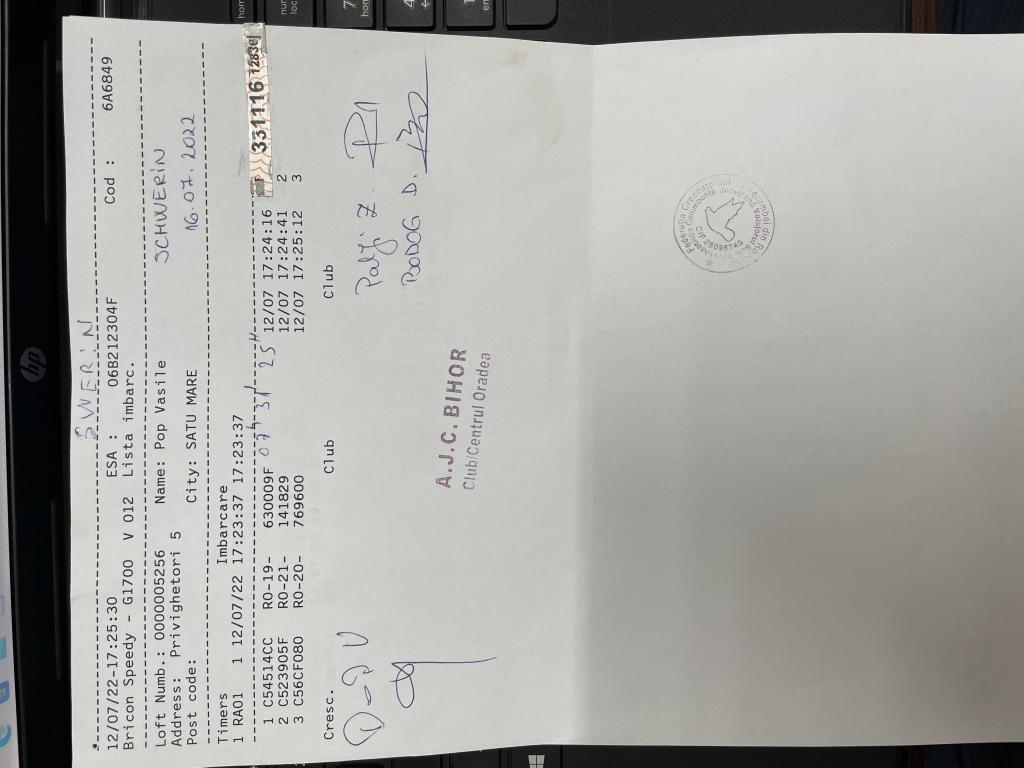 SWERIN
12/07/22-17:25:30 ESA : 06B212304F Cod : 6A6849
Bricon Speedy - G1700 V 012 Lista imbarc.
Loft Numb.: 0000005256 Name: Pop Vasile SCHWERIN
Address: Privighetori 5
Post code: City: SATU MARE 16.07.2022
Timers Imbarcare
1 RA01 1 12/07/22 17:23:37 17:23:37
1 C54514CC RO-19- 630009F 07h 31' 25" 12/07 17:24:16 331116
2 C523905F RO-21- 141829 12/07 17:24:41 2
3 C56CF080 RO-20- 769600 12/07 17:25:12 3
Cresc. Club Club
Z.
D.
A.J.C. BIHOR
Club/Centrul Oradea
hp